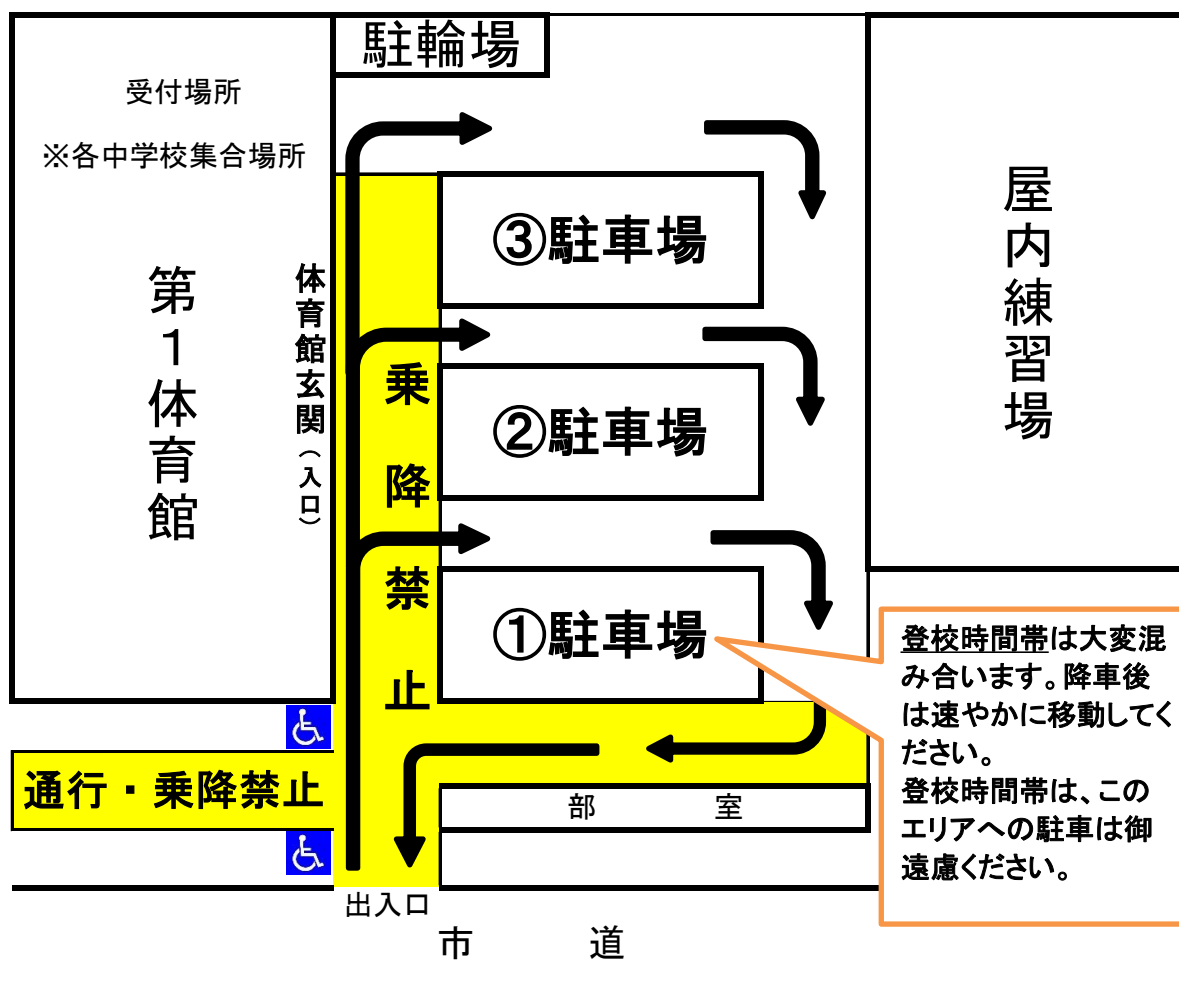 駐輪場
受付場所
※各中学校集合場所
第１体育館
体育館玄関（入口）
屋内練習場
③駐車場
②駐車場
①駐車場
乗降禁止
登校時間帯は大変混
み合います。降車後
は速やかに移動してく
ださい。
登校時間帯は、この
エリアへの駐車は御
遠慮ください。
通行・乗降禁止
部　室
出入口
市　道